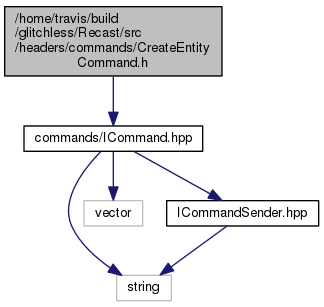 /home/travis/build
/glitchless/Recast/src
/headers/commands/CreateEntity
Command.h
commands/ICommand.hpp
vector
ICommandSender.hpp
string